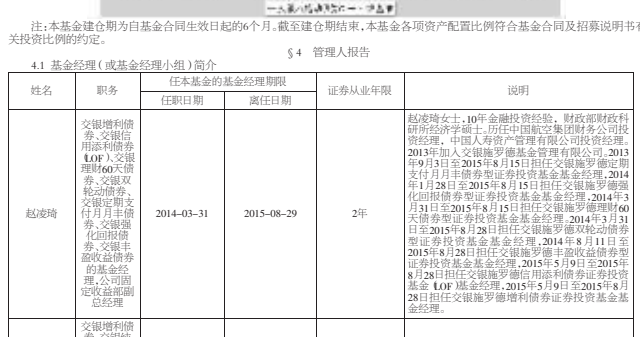 注:本基金建仓期为自基金合同生效日起的6个月。截至建仓期结束,本基金各项资产配置比例符合基金合同及招募说明书有
关投资比例的约定。
§4 管理人报告
4.1 基金经理(或基金经理小组)简介
姓名
职务
任本基金的基金经理期限
任职日期
离任日期
证券从业年限
说明
赵凌琦
交银增利债
券、交银信
用添利债券
(LOF)、交银
理财60天债
券、交银双
轮动债券、
交银定期支
付月月丰债
券、交银强
化回报债
券、交银丰
盈收益债券
的基金经
理,公司固
定收益部副
总经理
2014-03-31
2015-08-29
2年
赵凌琦女士,10年金融投资经验,财政部财政科
研所经济学硕士。历任中国航空集团财务公司投
资经理,中国人寿资产管理有限公司投资经理。
2013年加入交银施罗德基金管理有限公司。2013
年9月3日至2015年8月15日担任交银施罗德定期
支付月月丰债券型证券投资基金基金经理,2014
年1月28日至2015年8月15日担任交银施罗德强
化回报债券型证券投资基金基金经理,2014年3
月31日至2015年8月15日担任交银施罗德理财60
天债券型证券投资基金基金经理。2014年3月31
日至2015年8月28日担任交银施罗德双轮动债券
型证券投资基金基金经理,2014年8月11日至
2015年8月28日担任交银施罗德丰盈收益债券型
证券投资基金基金经理,2015年5月9日至2015年
8月28日担任交银施罗德信用添利债券证券投资
基金(LOF)基金经理,2015年5月9日至2015年8月
28日担任交银施罗德增利债券证券投资基金基
金经理。
交银增利债